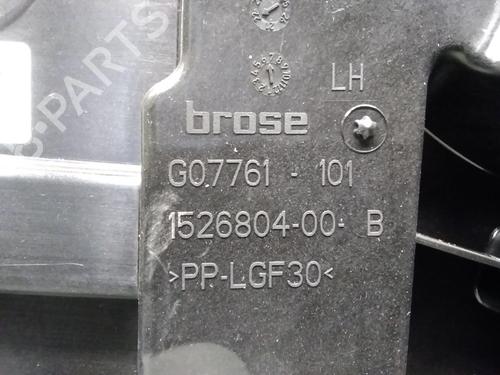 LH
brose
G07761 - 101
1526804-00- B
>PP-LGF30<